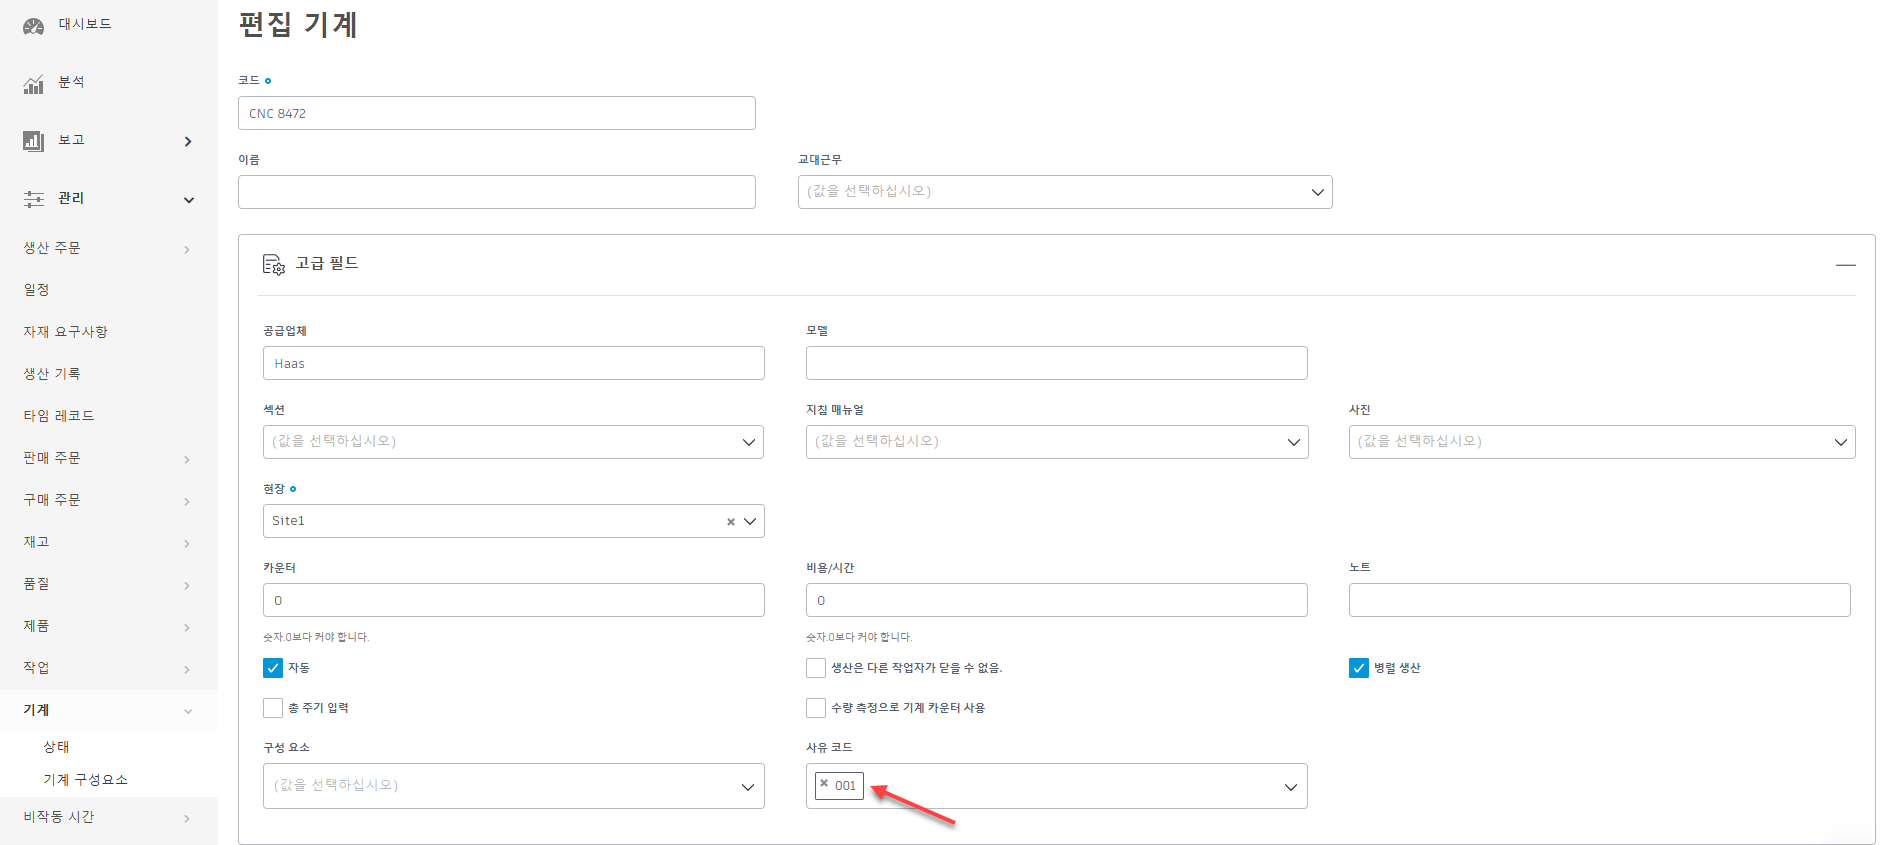 대시보드
분석
보고
관리
생산 주문
일정
자재 요구사항
생산 기록
타임 레코드
판매 주문
구매 주문
재고
품질
제품
작업
기계
상태
기계 구성요소
비작동 시간
편집 기계
코드
CNC 8472
이름
교대근무
(값을 선택하십시오)
고급 필드
공급업체
모델
Haas
섹션
지침 매뉴얼
사진
(값을 선택하십시오)
(값을 선택하십시오)
(값을 선택하십시오)
현장
Site1
카운터
비용/시간
노트
0
0
숫자.0보다 커야 합니다.
숫자.0보다 커야 합니다.
자동
생산은 다른 작업자가 닫을 수 없음.
병렬 생산
총 주기 입력
수량 측정으로 기계 카운터 사용
구성 요소
사유 코드
(값을 선택하십시오)
001